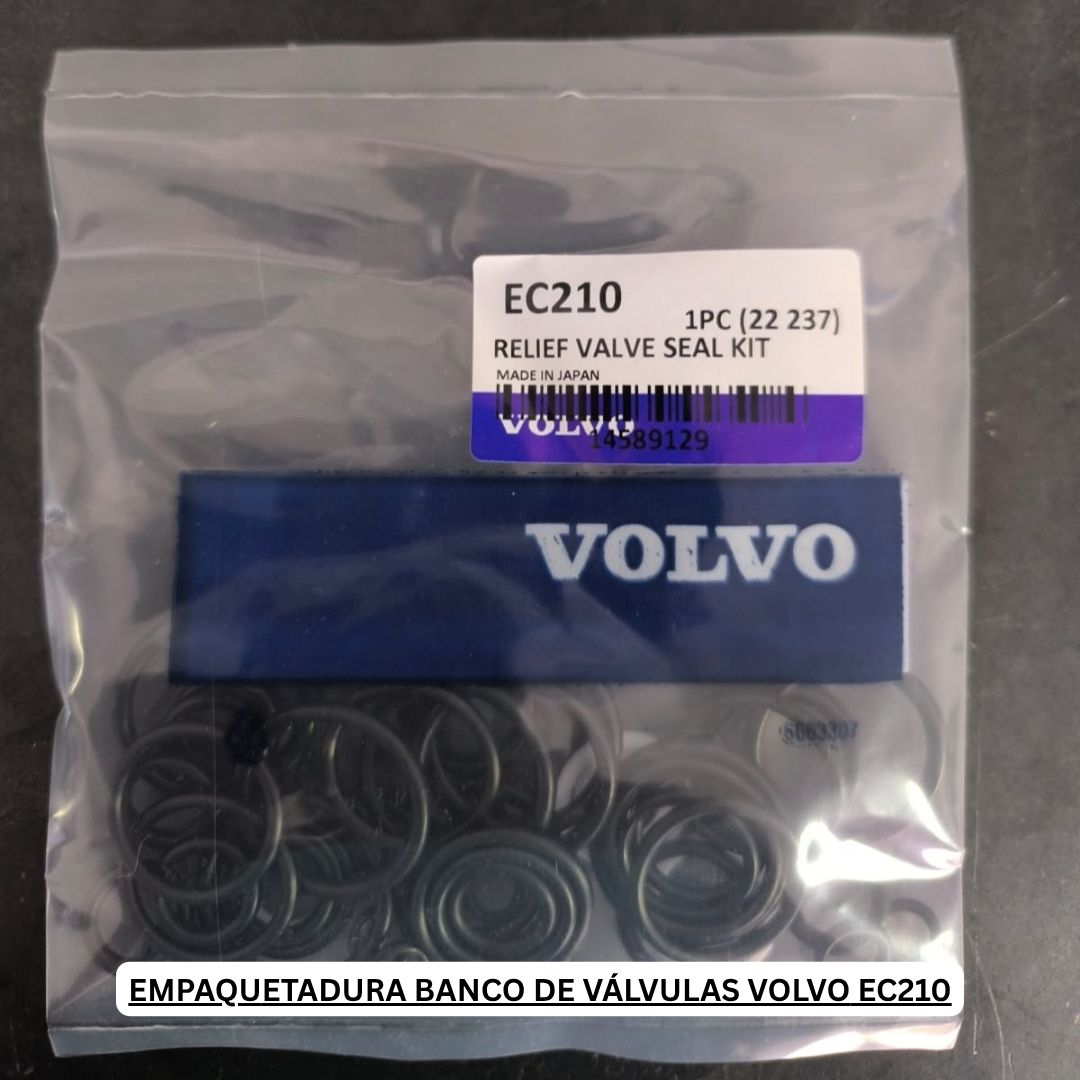 EC210
1PC (22 237)
RELIEF VALVE SEAL KIT
MADE IN JAPAN
VOLVO
14589129
VOLVO
EMPAQUETADURA BANCO DE VÁLVULAS VOLVO EC210